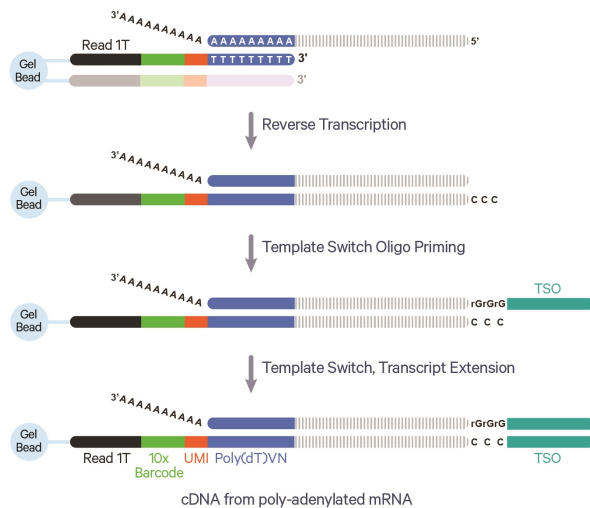 3'AAAAAAAAAA
AAAAAAAAA
5'
Read 1T
TTTTTTTTT 3'
Gel
Bead
3'
Reverse Transcription
3'AAAAAAAAAA
Gel
Bead
C C C
Template Switch Oligo Priming
3'AAAAAAAAAA
TSO
rGrGrG
Gel
Bead
C C C
Template Switch, Transcript Extension
3'AAAAAAAAAA
rGrGrG
Gel
Bead
C C C
Read 1T 10x UMI Poly(dT)VN TSO
Barcode
cDNA from poly-adenylated mRNA